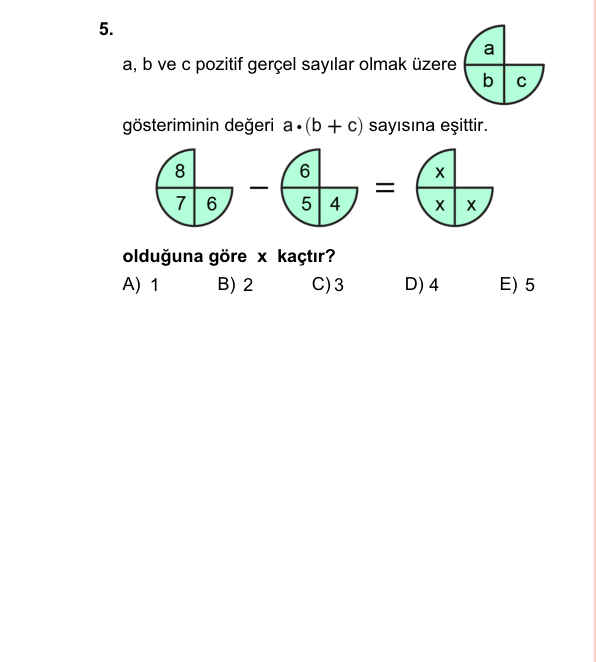 5.
a, b ve c pozitif gerçel sayılar olmak üzere a b c
gösteriminin değeri a • (b + c) sayısına eşittir.
8 7 6 − 6 5 4 = x x x
olduğuna göre x kaçtır?
A) 1 B) 2 C) 3 D) 4 E) 5